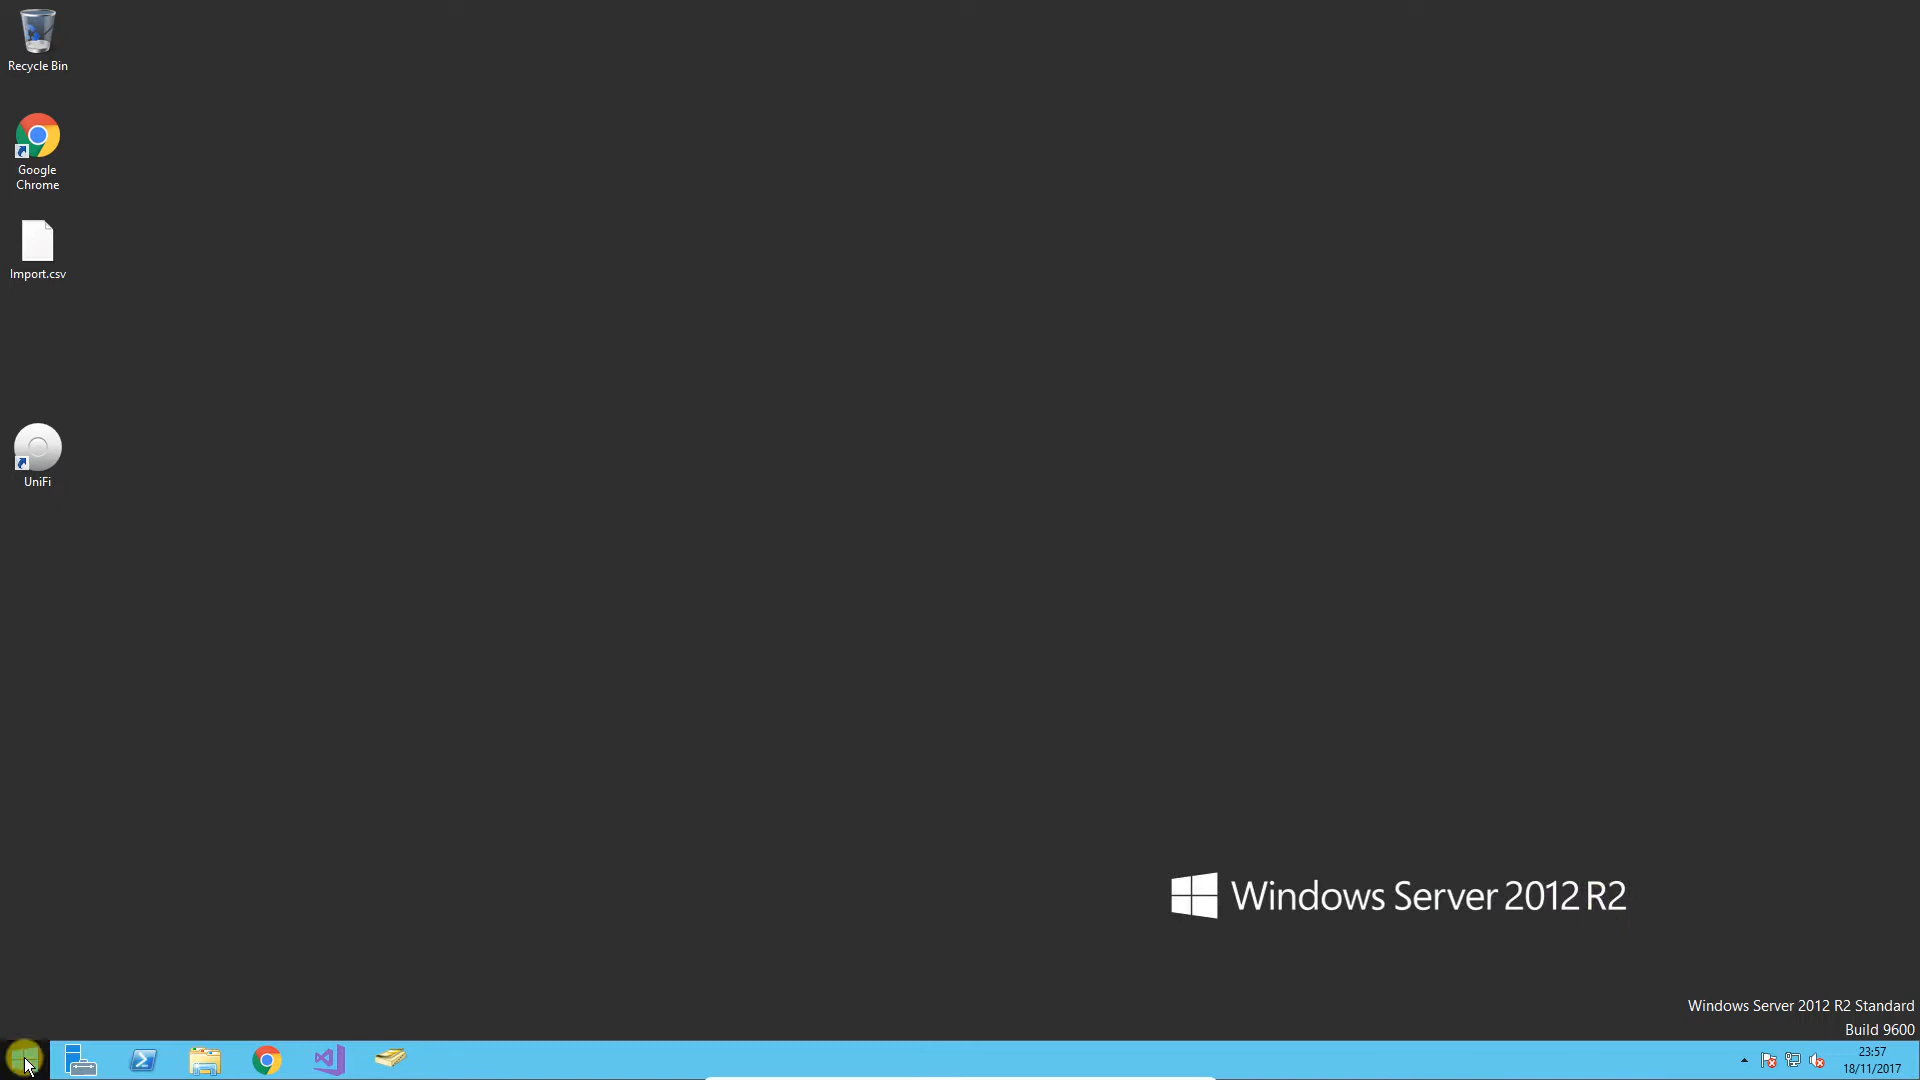 Recycle Bin
Google
Chrome
Import.csv
UniFi
Windows Server 2012 R2
Windows Server 2012 R2 Standard
Build 9600
23:57
18/11/2017